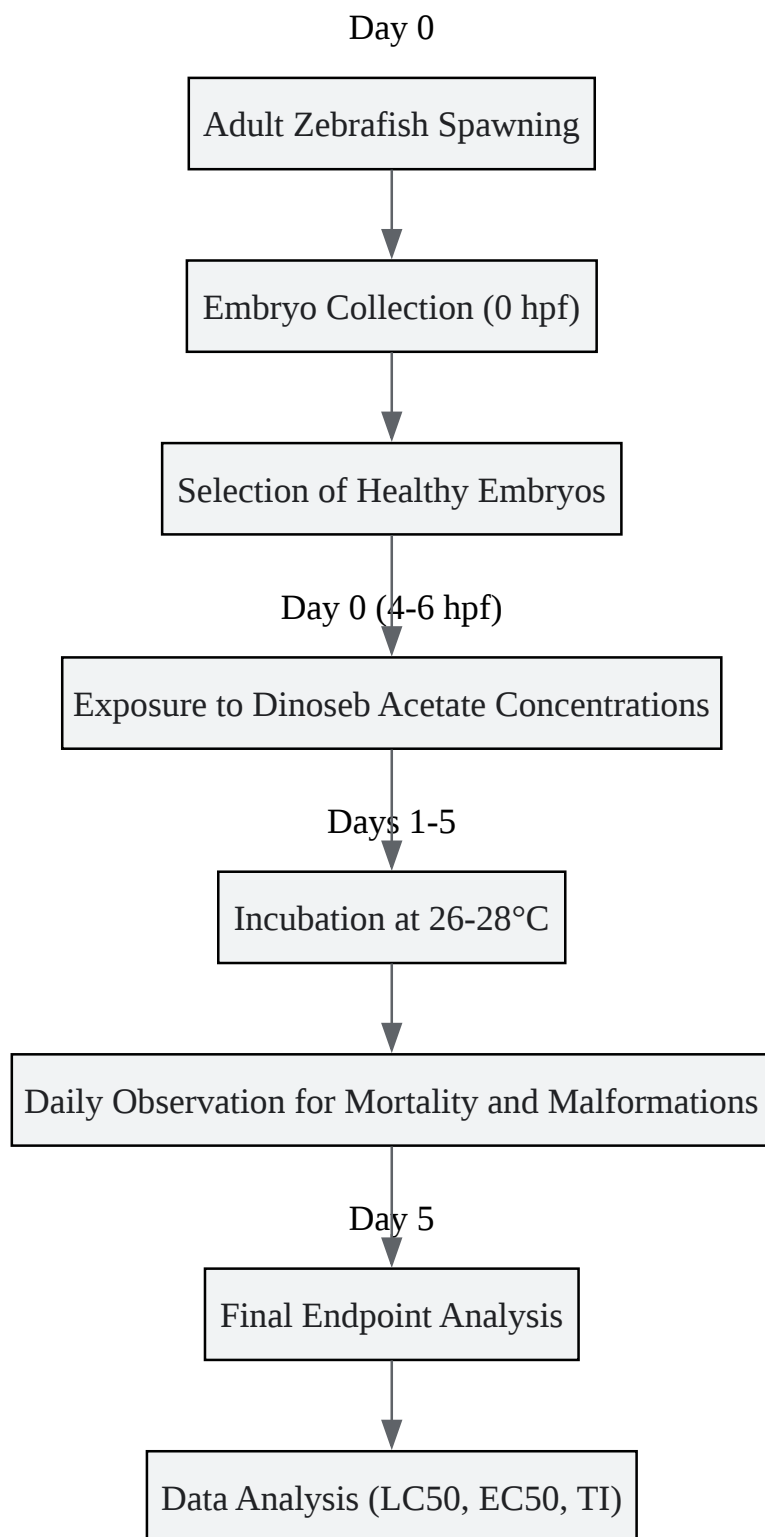 Day 0
Adult Zebrafish Spawning
Embryo Collection (0 hpf)
Selection of Healthy Embryos
Day 0 (4-6 hpf)
Exposure to Dinoseb Acetate Concentrations
Days 1-5
Incubation at 26-28°C
Daily Observation for Mortality and Malformations
Day 5
Final Endpoint Analysis
Data Analysis (LC50, EC50, TI)